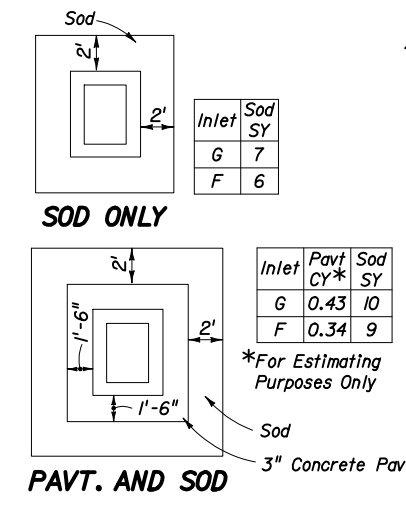 Sod
2'
2'
Inlet Sod SY
G 7
F 6
SOD ONLY
2'
1'-6"
2'
1'-6"
Inlet Pavt CY* Sod SY
G 0.43 10
F 0.34 9
*For Estimating
Purposes Only
Sod
3" Concrete Pav
PAVT. AND SOD